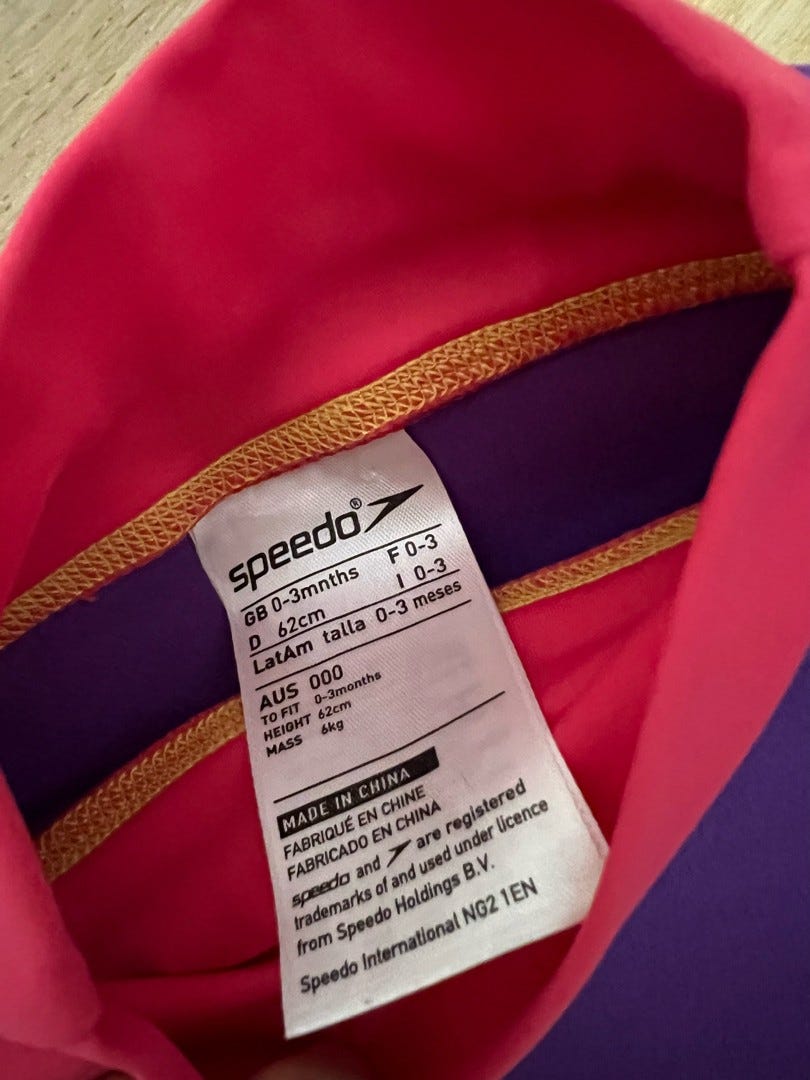 speedo®
GB 0-3mnths F 0-3
D 62cm I 0-3
LatAm talla 0-3 meses
AUS 000
TO FIT 0-3months
HEIGHT 62cm
MASS 6kg
MADE IN CHINA
FABRIQUÉ EN CHINE
FABRICADO EN CHINA
speedo and are registered
trademarks of and used under licence
from Speedo Holdings B.V.
Speedo International NG2 1EN